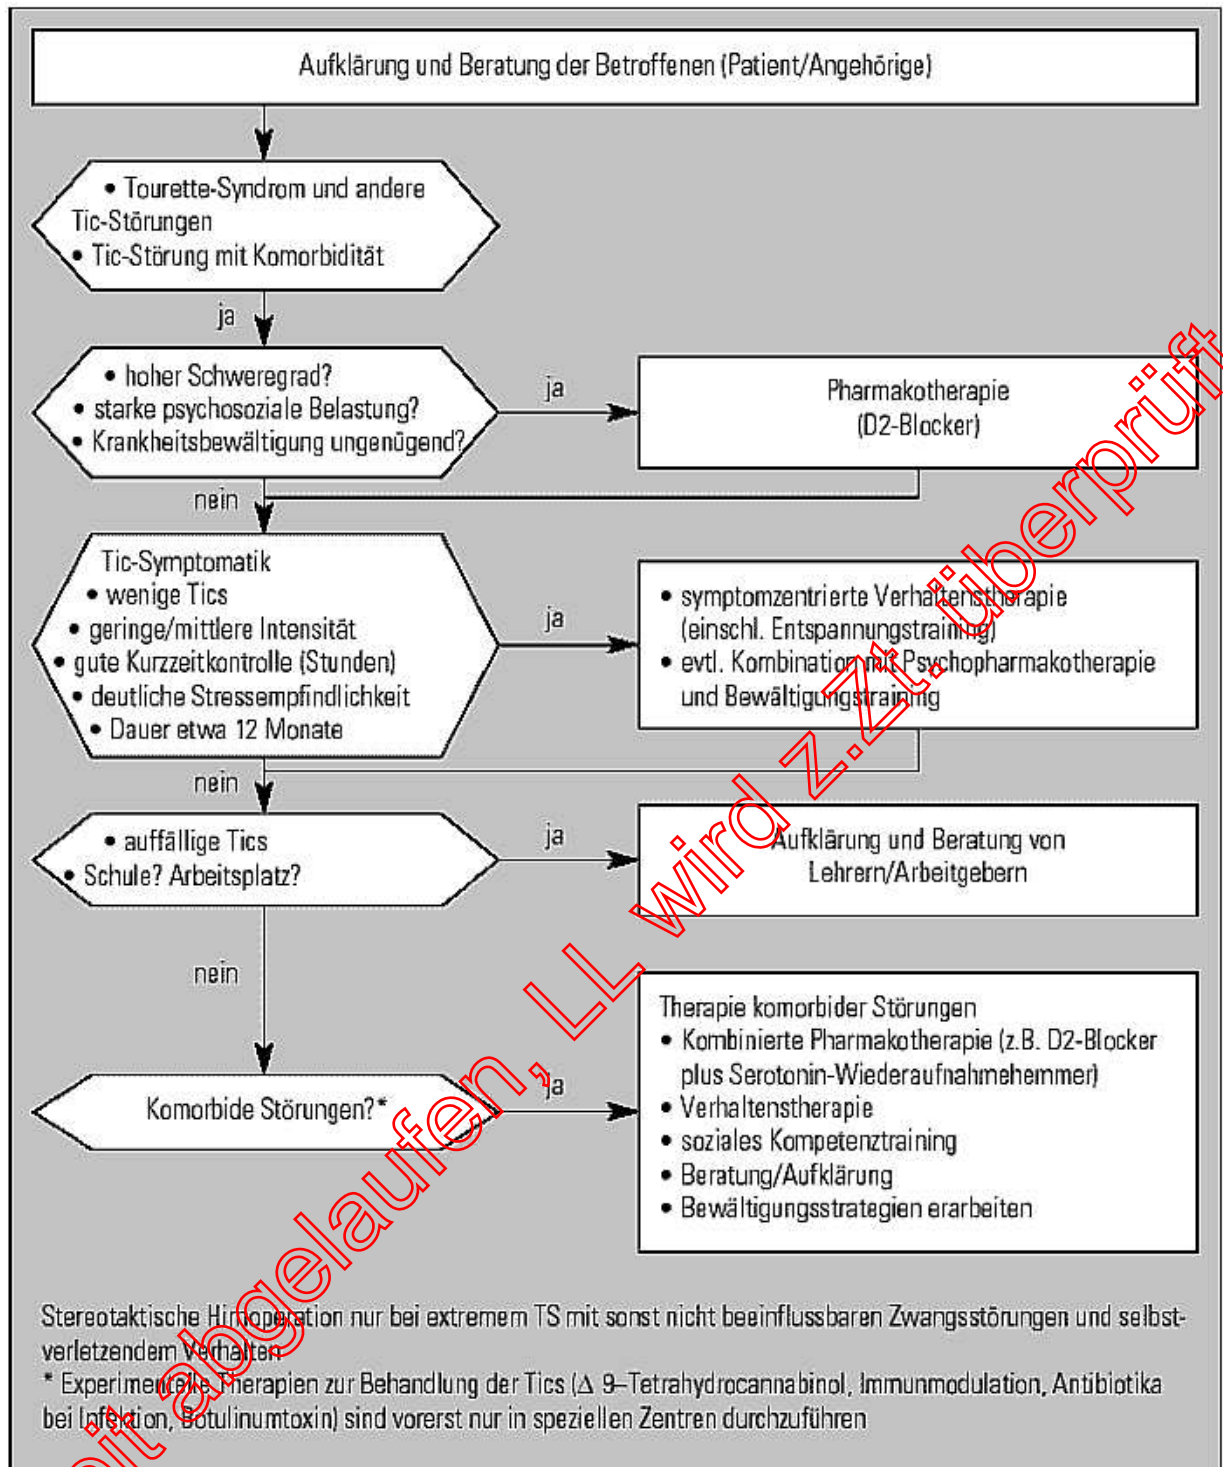 Aufklärung und Beratung der Betroffenen (Patient/Angehörige)
• Tourette-Syndrom und andere
Tic-Störungen
• Tic-Störung mit Komorbidität
ja
• hoher Schweregrad?
• starke psychosoziale Belastung?
• Krankheitsbewältigung ungenügend?
ja
Pharmakotherapie
(D2-Blocker)
nein
Tic-Symptomatik
• wenige Tics
• geringe/mittlere Intensität
• gute Kurzzeitkontrolle (Stunden)
• deutliche Stressempfindlichkeit
• Dauer etwa 12 Monate
ja
• symptomzentrierte Verhaltenstherapie
(einschl. Entspannungstraining)
• evtl. Kombination mit Psychopharmakotherapie
und Bewältigungstraining
nein
• auffällige Tics
• Schule? Arbeitsplatz?
ja
Aufklärung und Beratung von
Lehrern/Arbeitgebern
nein
Komorbide Störungen?*
ja
Therapie komorbider Störungen
• Kombinierte Pharmakotherapie (z.B. D2-Blocker
plus Serotonin-Wiederaufnahmehemmer)
• Verhaltenstherapie
• soziales Kompetenztraining
• Beratung/Aufklärung
• Bewältigungsstrategien erarbeiten
Stereotaktische Hirnoperation nur bei extremem TS mit sonst nicht beeinflussbaren Zwangsstörungen und selbst-
verletzendem Verhalten
* Experimentelle Therapien zur Behandlung der Tics (Δ 9–Tetrahydrocannabinol, Immunmodulation, Antibiotika
bei Infektion, Botulinumtoxin) sind vorerst nur in speziellen Zentren durchzuführen
eit abgelaufen, LL wird z.Zt. überprüft